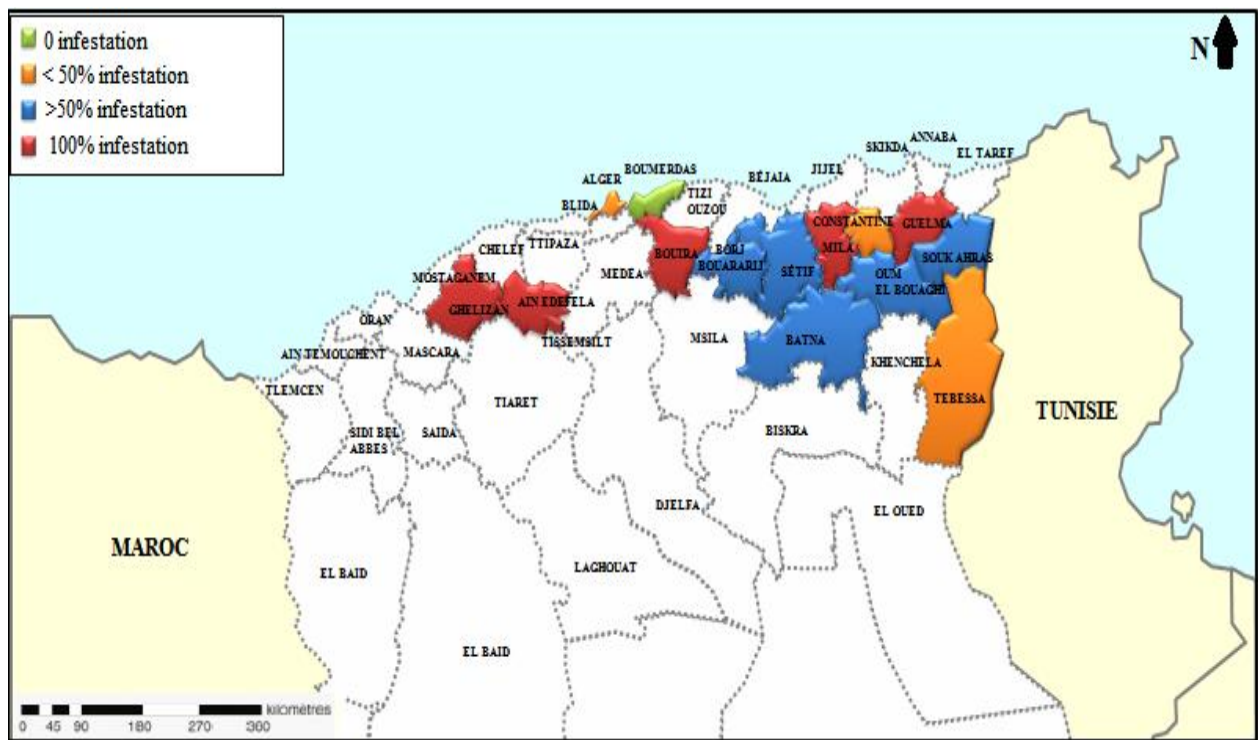 0 infestation
< 50% infestation
>50% infestation
100% infestation
N
ANNABA
SKIKDA
EL TAREF
JIJEL
BÉJAIA
BOUMERDAS
ALGER
TIZI
OUZOU
BLIDA
CONSTANTINE
GUELMA
TTIPAZA
CHELEF
BOUIRA
BORJ
BOUARARIJ
MILA
SOUK AHRAS
MEDEA
SÉTIF
OUM
EL BOUAGHI
MOSTAGANEM
GHELIZAN
AIN EDEFELA
ORAN
TISSEMSILT
MSILA
BATNA
AIN TEMOUCHENT
MASCARA
KHENCHELA
TLEMCEN
TIARET
TEBESSA
TUNISIE
SIDI BEL
ABBES
SAIDA
BISKRA
DJELFA
EL OUED
MAROC
EL BAID
LAGHOUAT
EL BAID
kilomètres
0 45 90 180 270 360